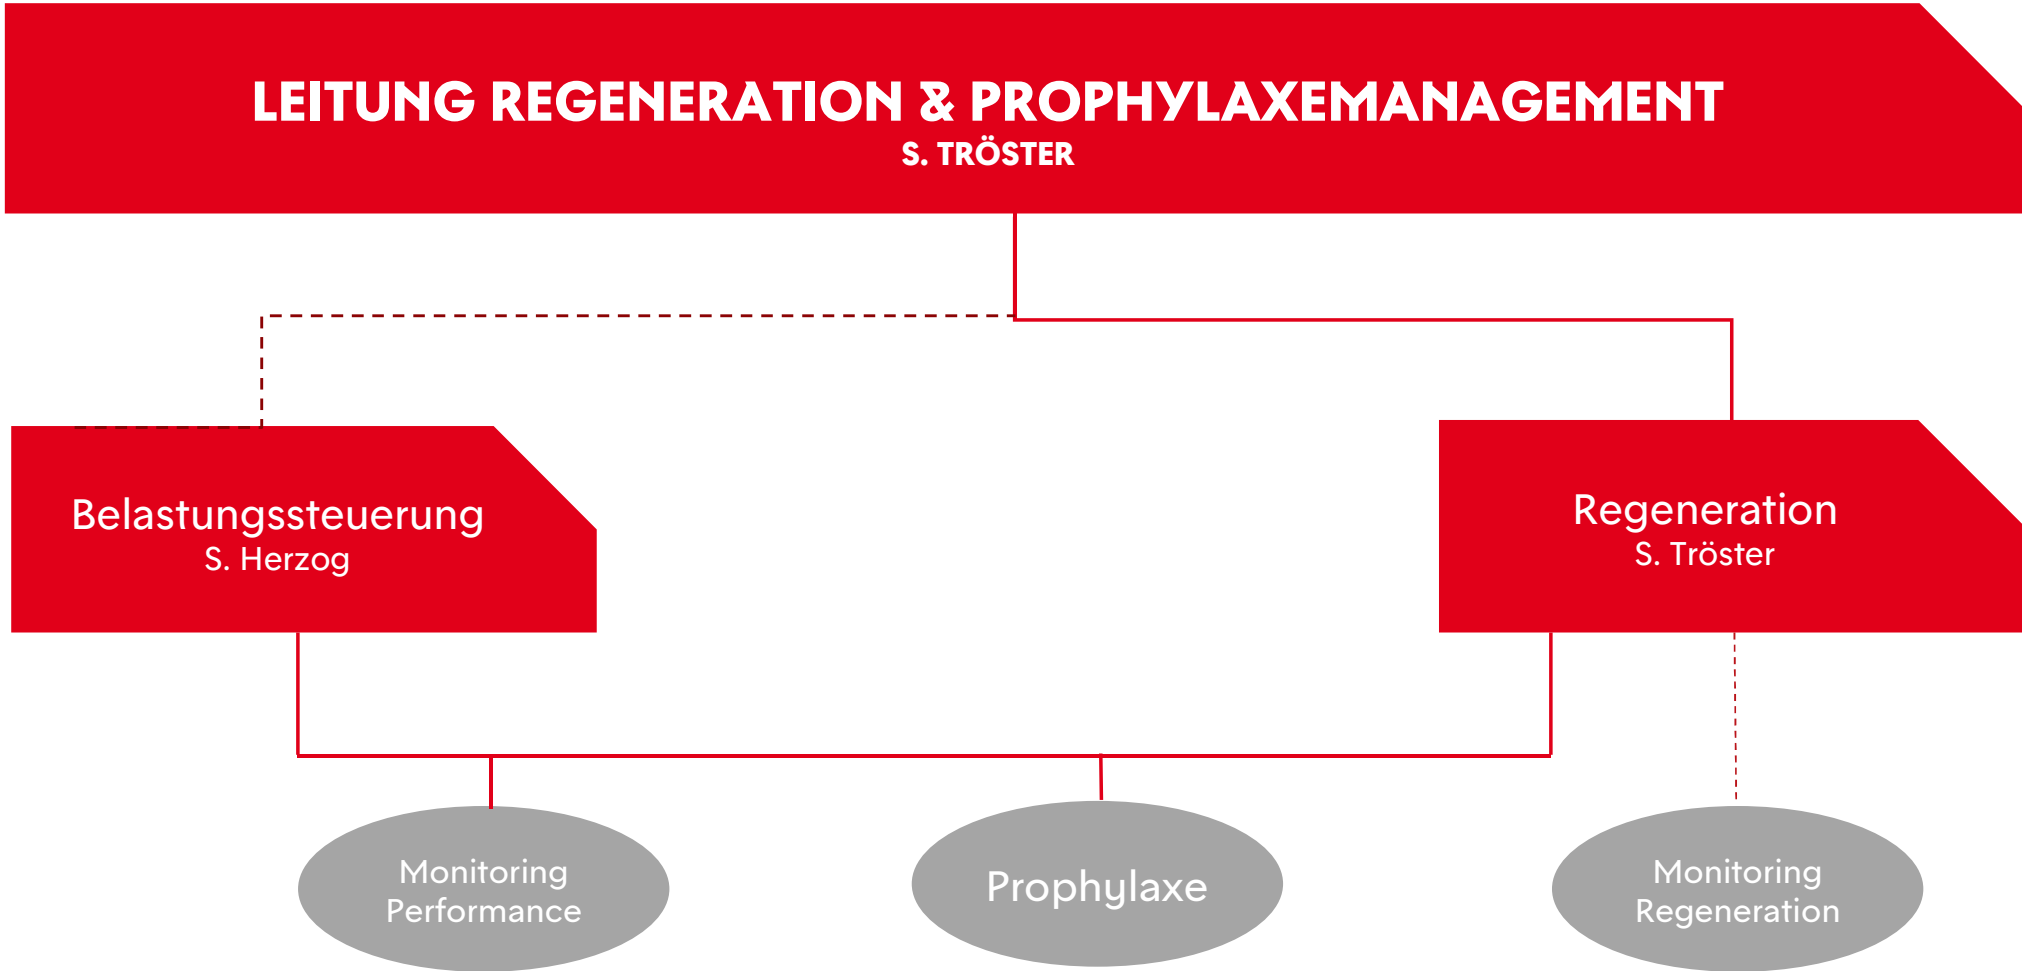 LEITUNG REGENERATION & PROPHYLAXEMANAGEMENT
S. TRÖSTER
Belastungssteuerung
S. Herzog
Regeneration
S. Tröster
Monitoring
Performance
Prophylaxe
Monitoring
Regeneration